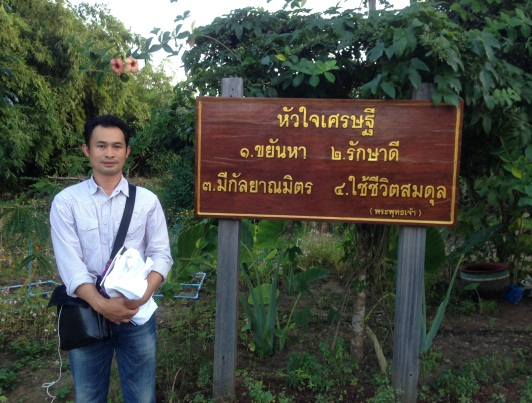 หัวใจเศรษฐี
๑.ขยันหา ๒.รักษาดี
๓.มีกัลยาณมิตร ๔.ใช้ชีวิตสมดุล
(พระพุทธเจ้า)